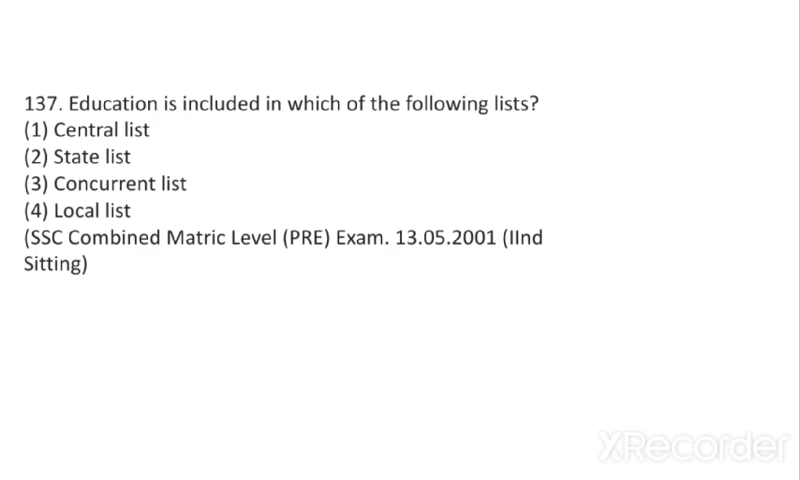 137. Education is included in which of the following lists?
(1) Central list
(2) State list
(3) Concurrent list
(4) Local list
(SSC Combined Matric Level (PRE) Exam. 13.05.2001 (IInd
Sitting)
XRecorder